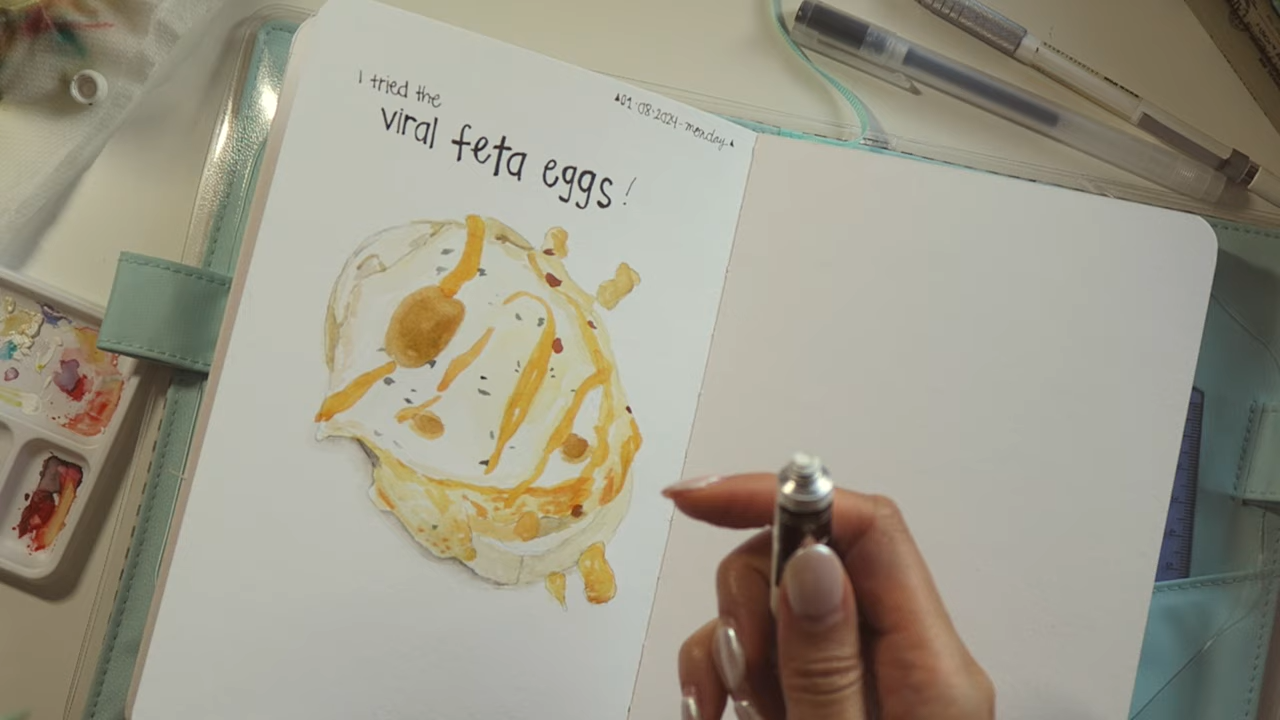 I tried the
viral feta eggs!
▲01·08·2024-monday▲